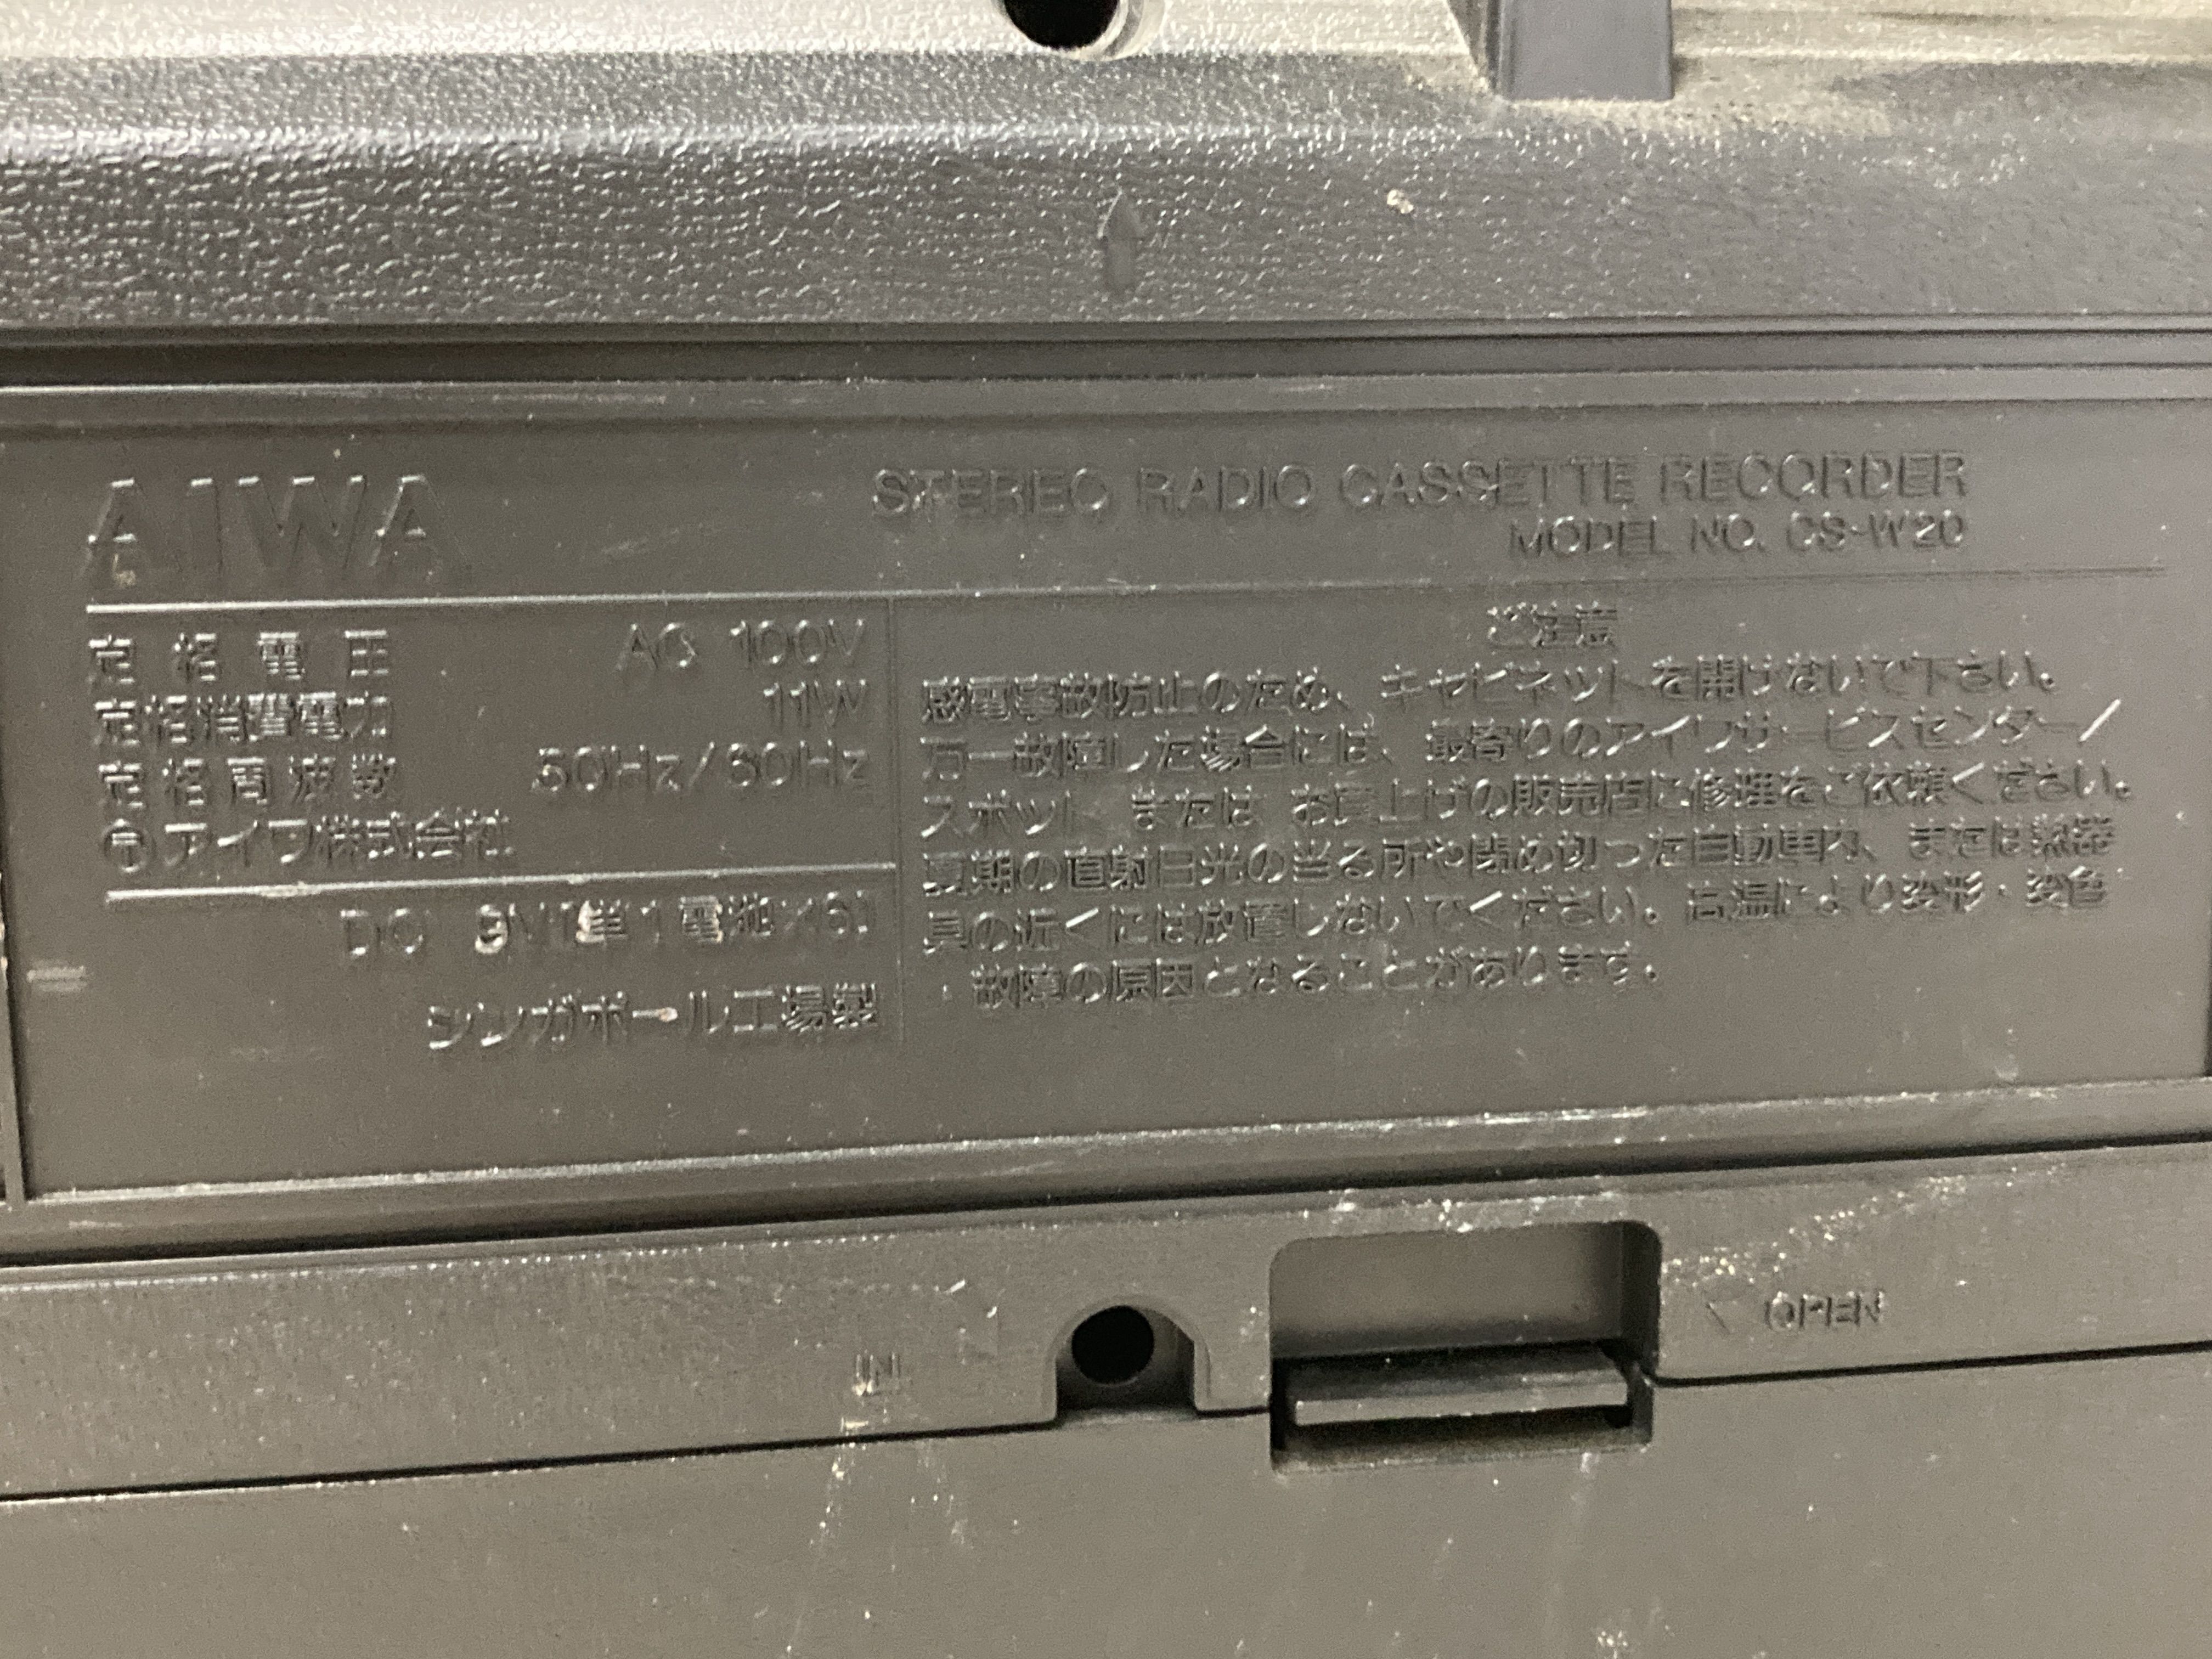 AIWA
STEREO RADIO CASSETTE RECORDER
MODEL NO. CS-W20
定格電圧 AC 100V
定格消費電力 11W
定格周波数 50Hz/60Hz
アイワ株式会社
DC 9V(単1電池×6)
シンガポール工場製
ご注意
感電事故防止のため、キャビネットを開けないで下さい。
万一故障した場合には、最寄りのアイワサービスセンター/
スポット、または、お買上げの販売店に修理をご依頼ください。
夏期の直射日光の当る所や閉め切った自動車内、または熱器
具の近くには放置しないでください。高温により変形・変色
・故障の原因となることがあります。
IN
OPEN